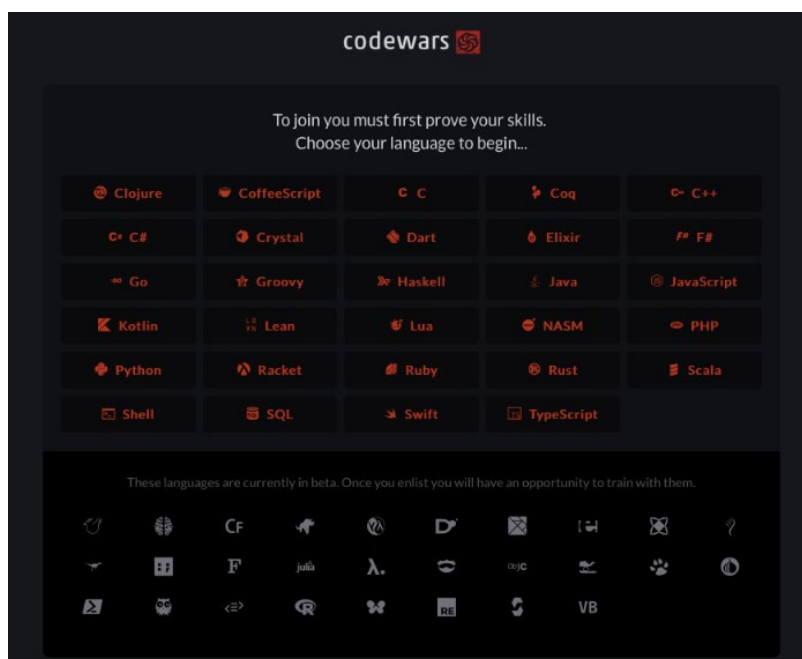 codewars
To join you must first prove your skills.
Choose your language to begin...
Clojure CoffeeScript C C Coq C++
C# C# Crystal Dart Elixir F# F#
Go Groovy Haskell Java JavaScript
Kotlin Lean Lua NASM PHP
Python Racket Ruby Rust Scala
Shell SQL Swift TypeScript
These languages are currently in beta. Once you enlist you will have an opportunity to train with them.
CF D
F julia λ. objC
R RE VB